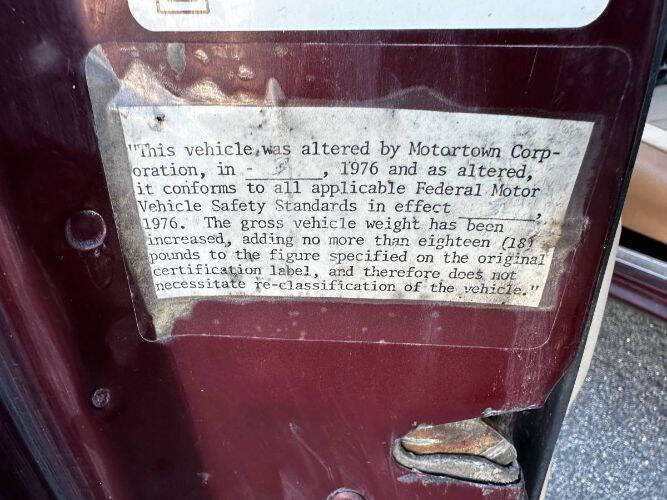 "This vehicle was altered by Motortown Corp-
oration, in - ______, 1976 and as altered,
it conforms to all applicable Federal Motor
Vehicle Safety Standards in effect ______,
1976. The gross vehicle weight has been
increased, adding no more than eighteen (18)
pounds to the figure specified on the original
certification label, and therefore does not
necessitate re-classification of the vehicle."